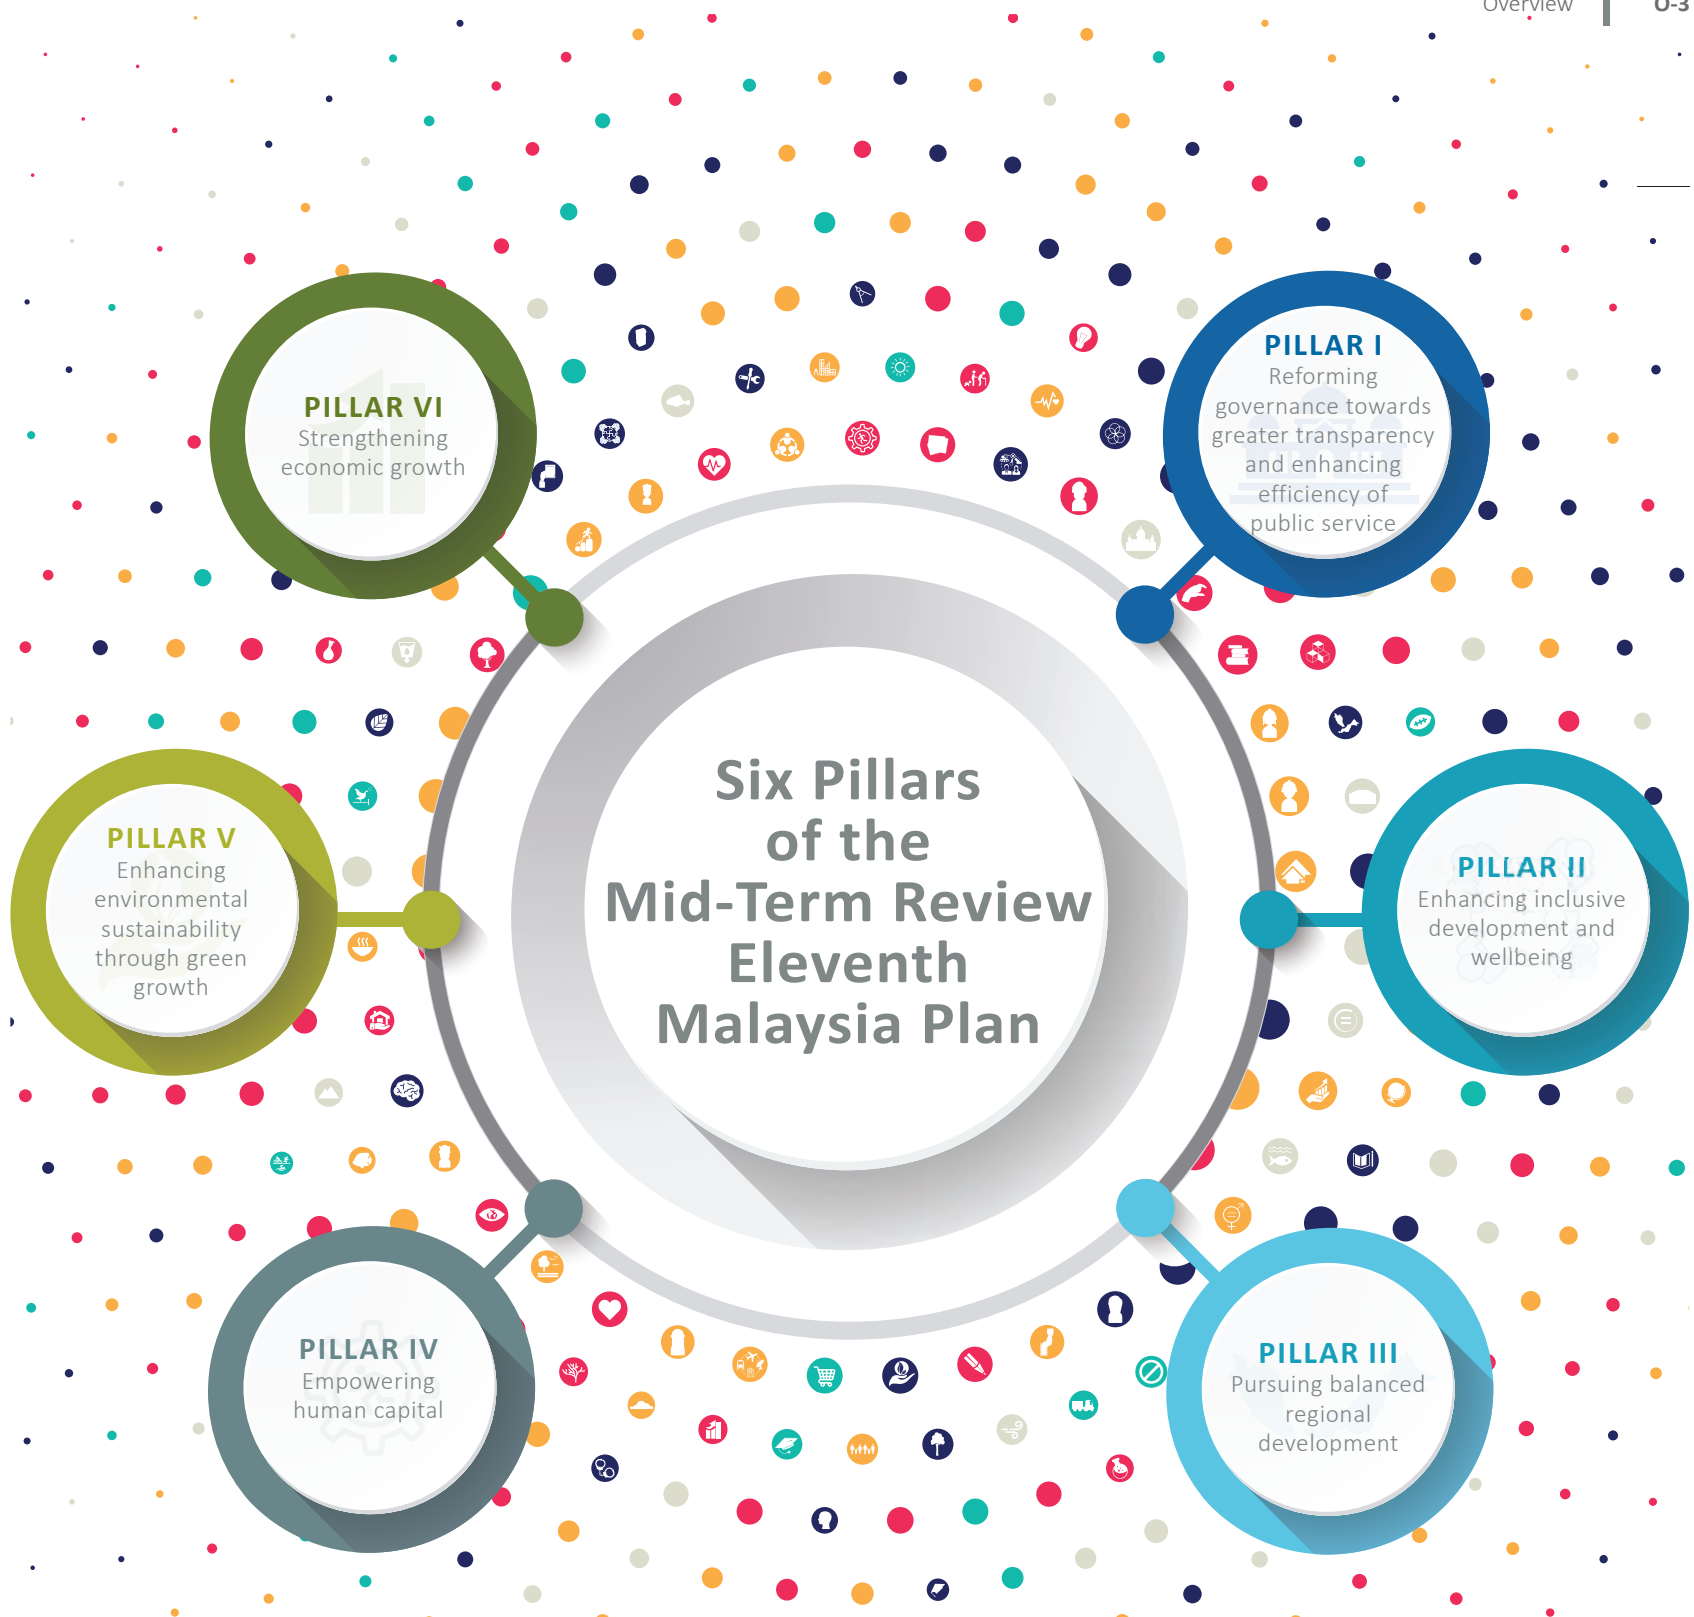 Overview
O-3
PILLAR I
Reforming
governance towards
greater transparency
and enhancing
efficiency of
public service
PILLAR VI
Strengthening
economic growth
Six Pillars
of the
Mid-Term Review
Eleventh
Malaysia Plan
PILLAR V
Enhancing
environmental
sustainability
through green
growth
PILLAR II
Enhancing inclusive
development and
wellbeing
PILLAR IV
Empowering
human capital
PILLAR III
Pursuing balanced
regional
development